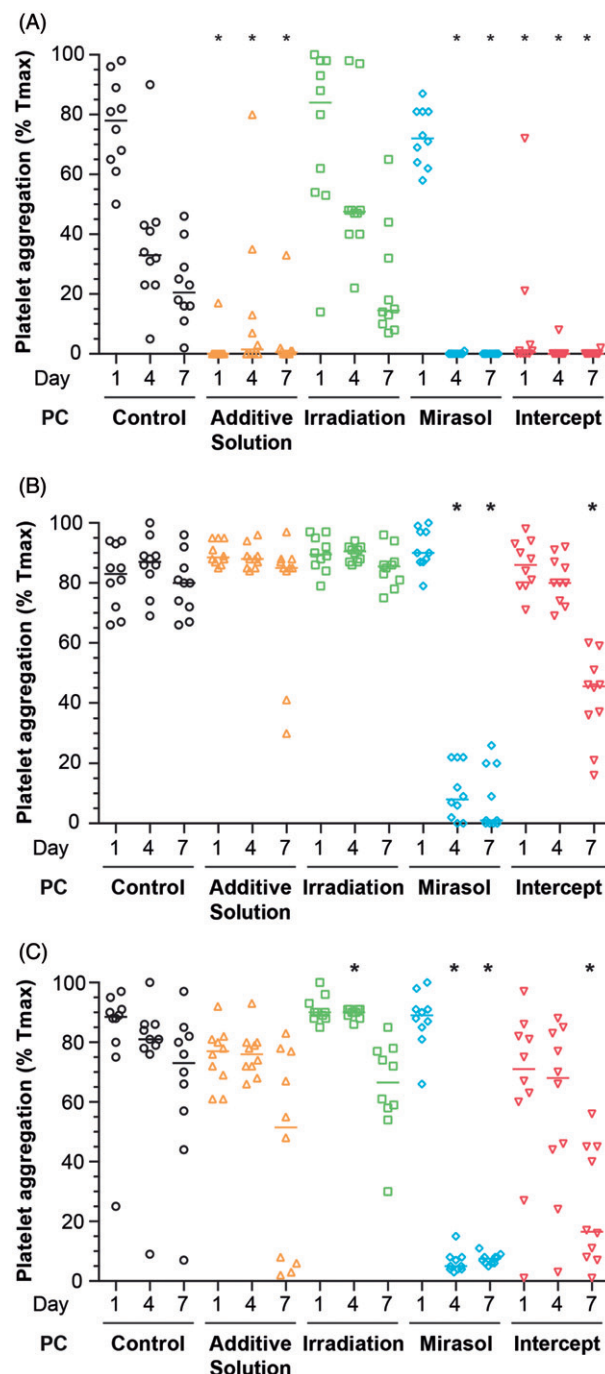 (A)
* * * * * * * *
Platelet aggregation (% Tmax)
100
80
60
40
20
0
Day 1 4 7 1 4 7 1 4 7 1 4 7 1 4 7
PC Control Additive Irradiation Mirasol Intercept
Solution
(B)
* * *
Platelet aggregation (% Tmax)
100
80
60
40
20
0
Day 1 4 7 1 4 7 1 4 7 1 4 7 1 4 7
PC Control Additive Irradiation Mirasol Intercept
Solution
(C)
* * * *
Platelet aggregation (% Tmax)
100
80
60
40
20
0
Day 1 4 7 1 4 7 1 4 7 1 4 7 1 4 7
PC Control Additive Irradiation Mirasol Intercept
Solution